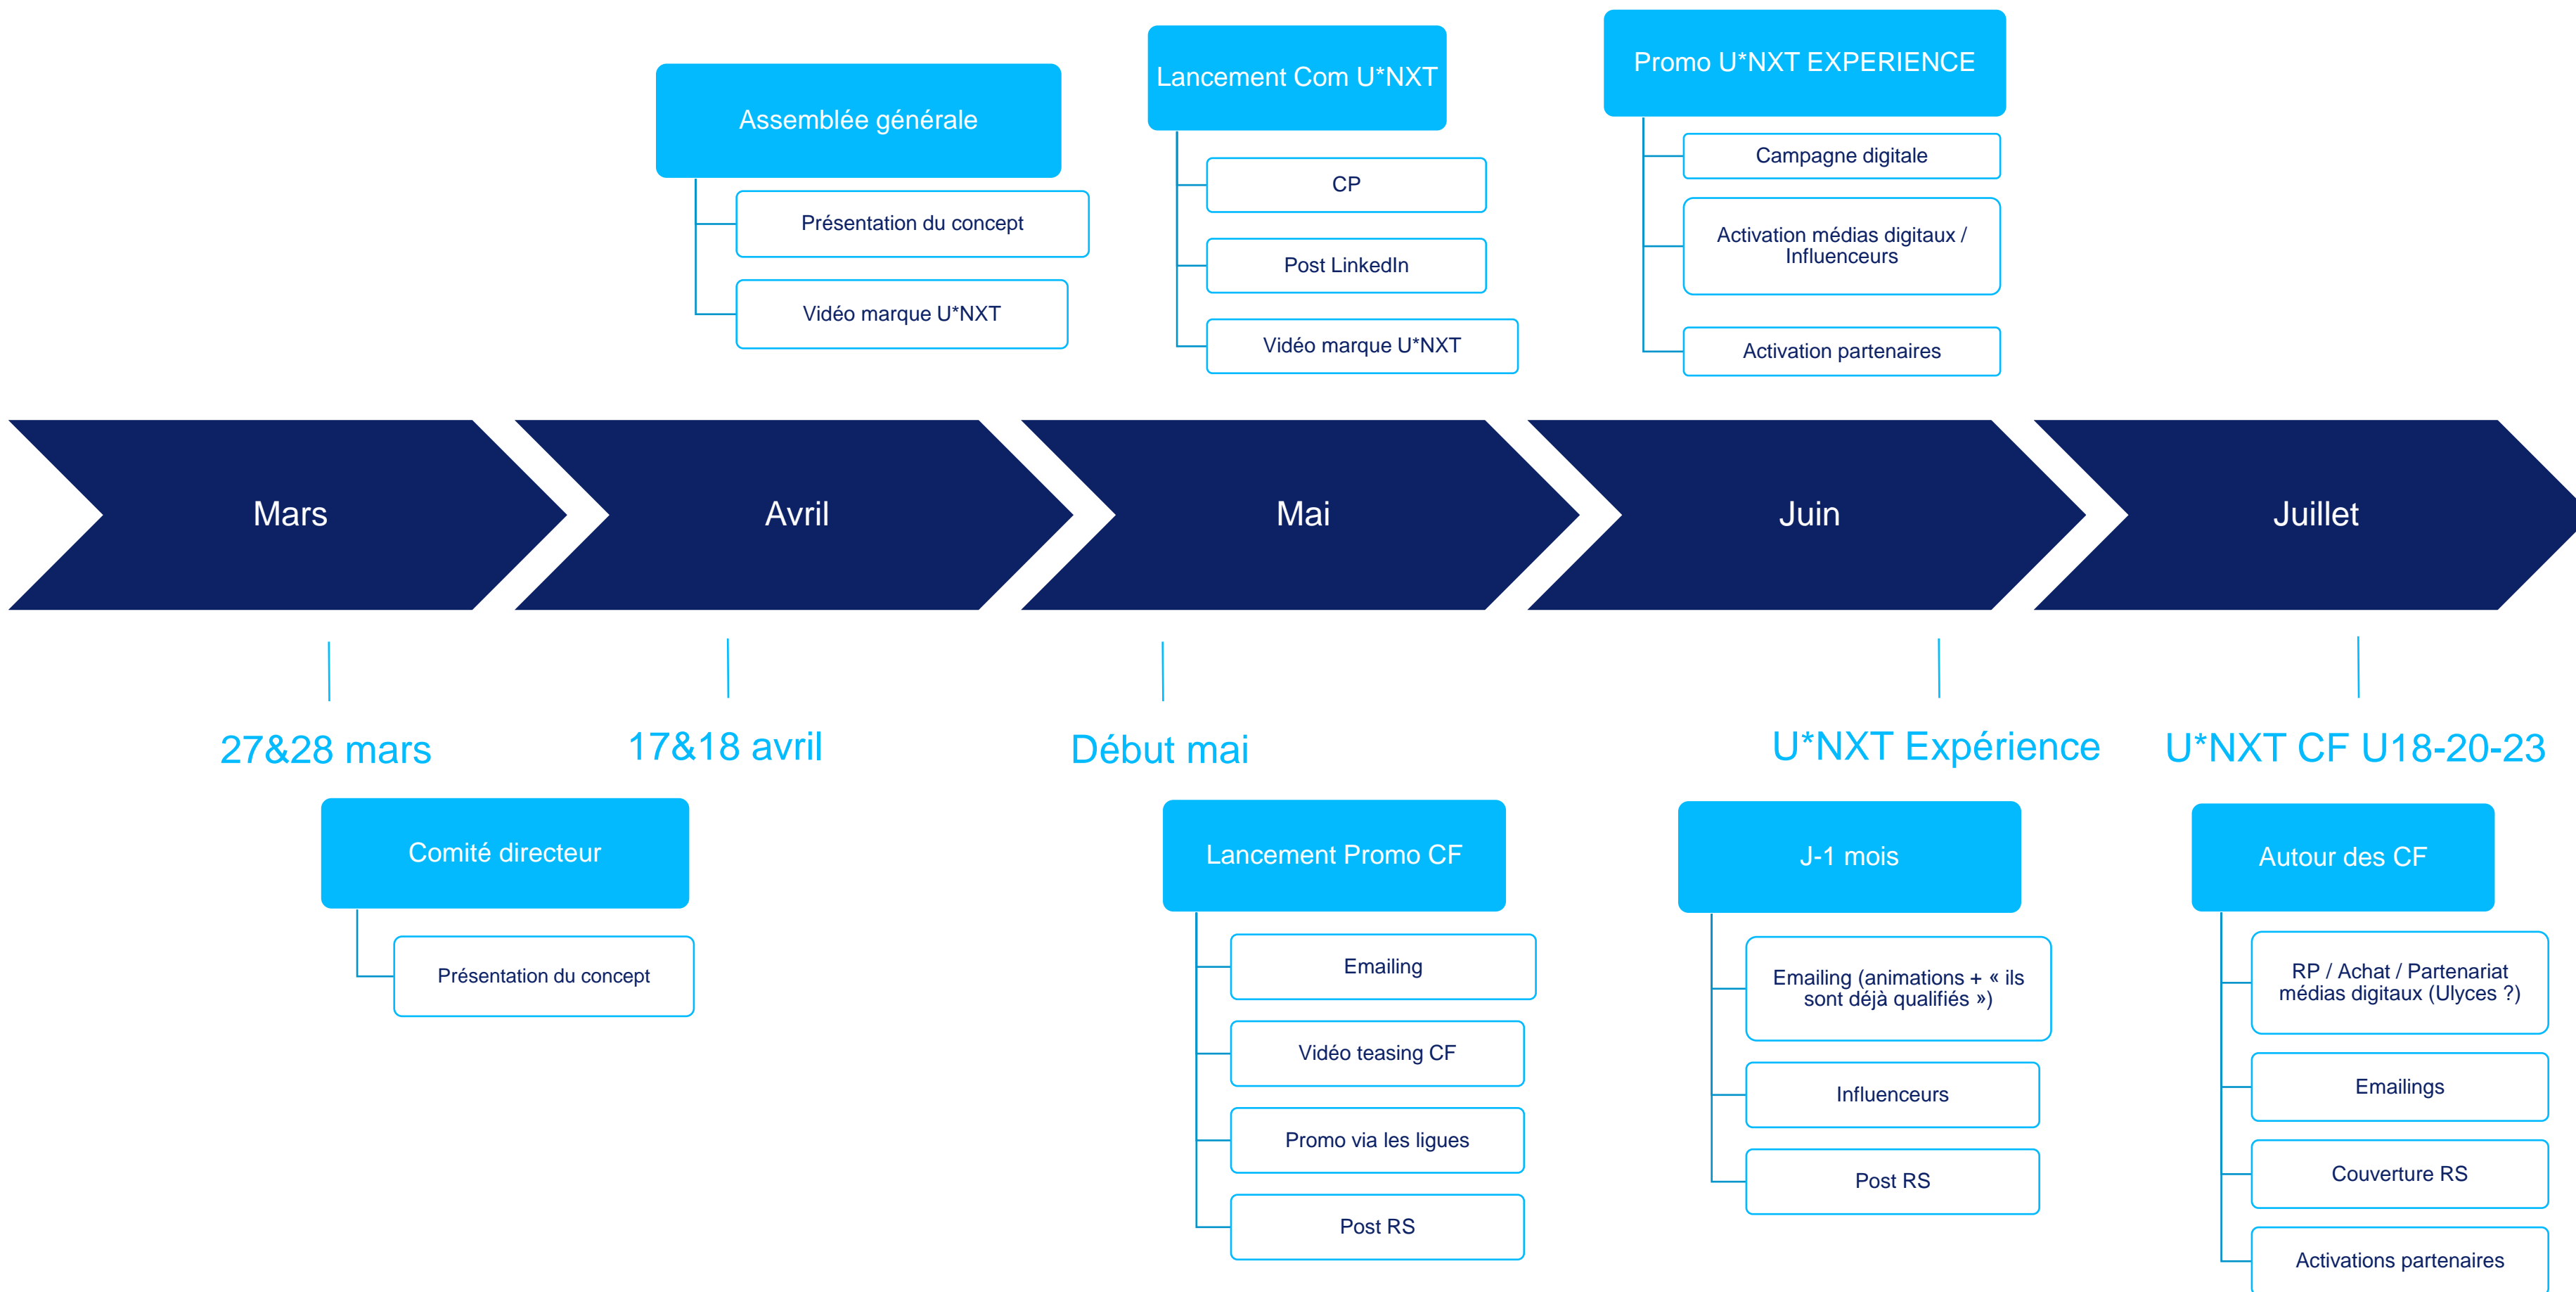 Assemblée générale
Présentation du concept
Vidéo marque U*NXT
Lancement Com U*NXT
CP
Post LinkedIn
Vidéo marque U*NXT
Promo U*NXT EXPERIENCE
Campagne digitale
Activation médias digitaux /
Influenceurs
Activation partenaires
Mars
Avril
Mai
Juin
Juillet
27&28 mars
17&18 avril
Début mai
U*NXT Expérience
U*NXT CF U18-20-23
Comité directeur
Présentation du concept
Lancement Promo CF
Emailing
Vidéo teasing CF
Promo via les ligues
Post RS
J-1 mois
Emailing (animations + « ils
sont déjà qualifiés »)
Influenceurs
Post RS
Autour des CF
RP / Achat / Partenariat
médias digitaux (Ulyces ?)
Emailings
Couverture RS
Activations partenaires